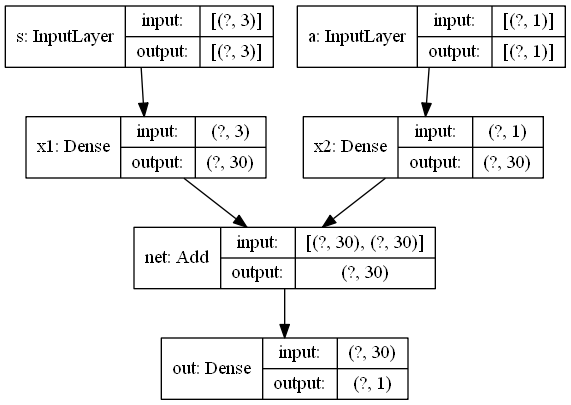 s: InputLayer input: [(?, 3)] output: [(?, 3)]
a: InputLayer input: [(?, 1)] output: [(?, 1)]
x1: Dense input: (?, 3) output: (?, 30)
x2: Dense input: (?, 1) output: (?, 30)
net: Add input: [(?, 30), (?, 30)] output: (?, 30)
out: Dense input: (?, 30) output: (?, 1)